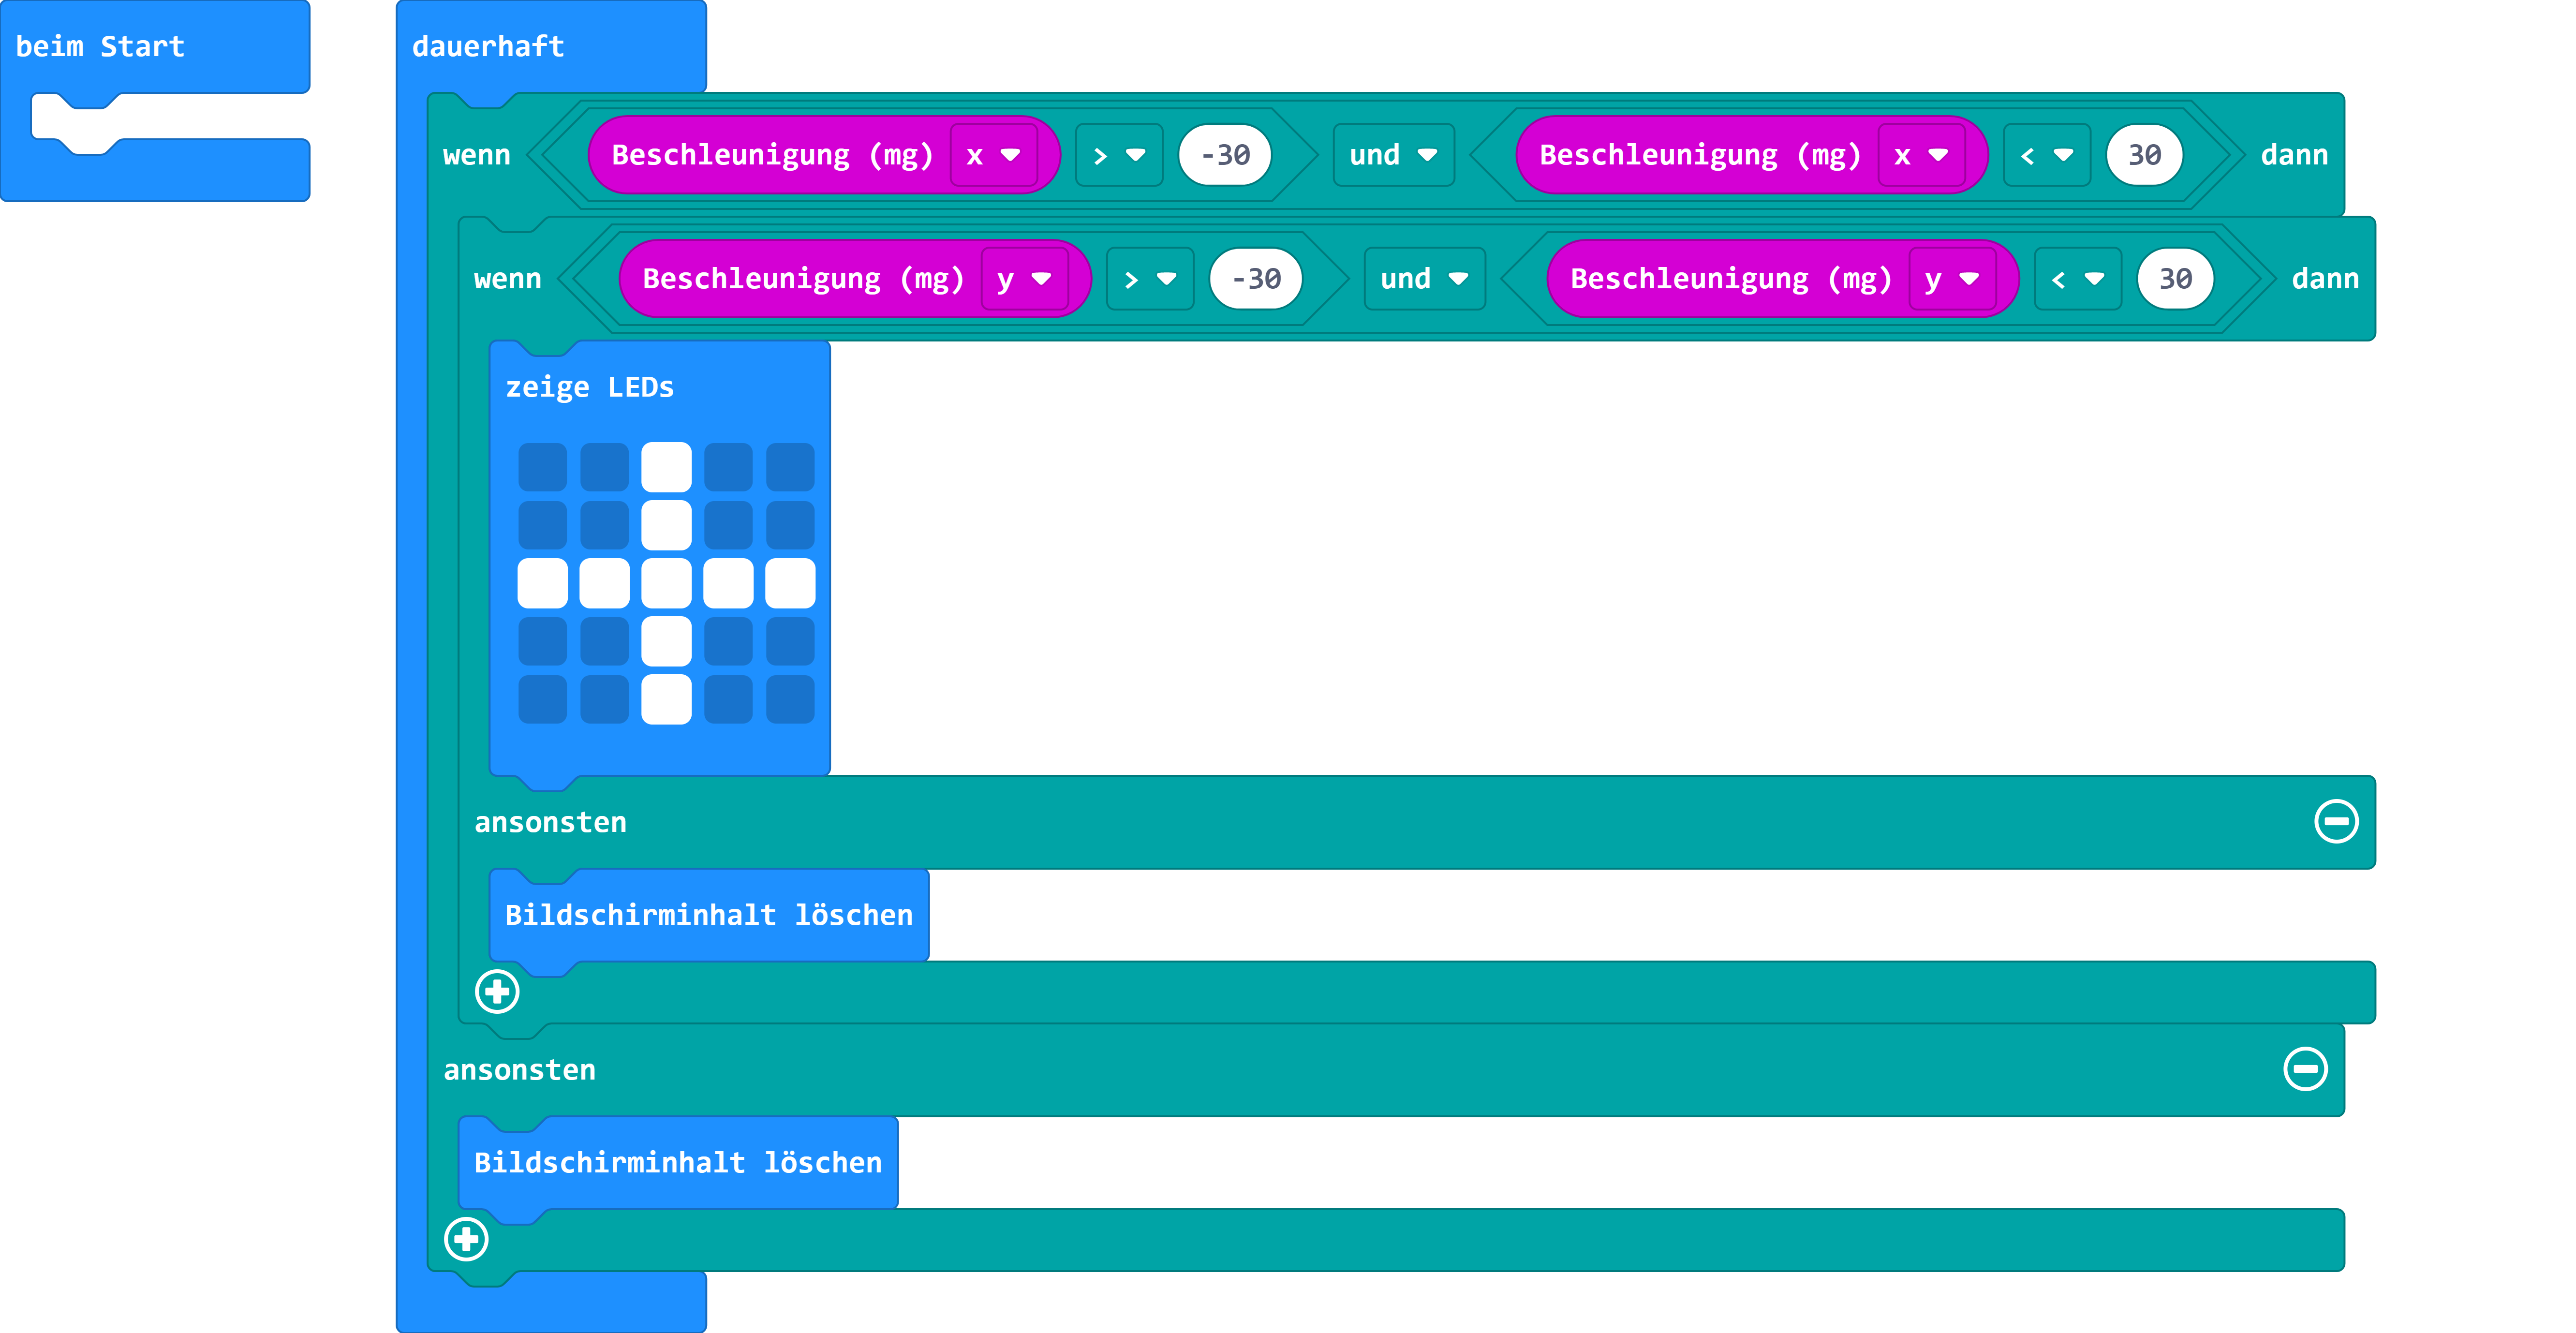 beim Start
dauerhaft
wenn Beschleunigung (mg) x > -30 und Beschleunigung (mg) x < 30 dann
wenn Beschleunigung (mg) y > -30 und Beschleunigung (mg) y < 30 dann
zeige LEDs
ansonsten
Bildschirminhalt löschen
ansonsten
Bildschirminhalt löschen